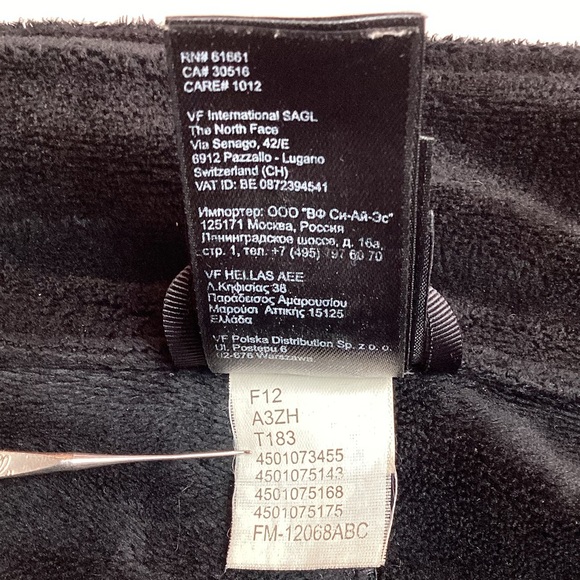 RN# 61661
CA# 30516
CARE# 1012
VF International SAGL
The North Face
Via Senago, 42/E
6912 Pazzallo - Lugano
Switzerland (CH)
VAT ID: BE 0872394541
Импортер: ООО "ВФ Си-Ай-Эс"
125171 Москва, Россия
Ленинградское шоссе, д. 16а,
стр. 1, тел. +7 (495) 797 60 70
VF HELLAS AEE
Λ.Κηφισίας 38
Παράδεισος Αμαρουσίου
Μαρούσι Αττικής 15125
Ελλάδα
VF Polska Distribution Sp. z o. o.
Ul. Postepu 6
02-676 Warszawa
F12
A3ZH
T183
4501073455
4501075143
4501075168
4501075175
FM-12068ABC